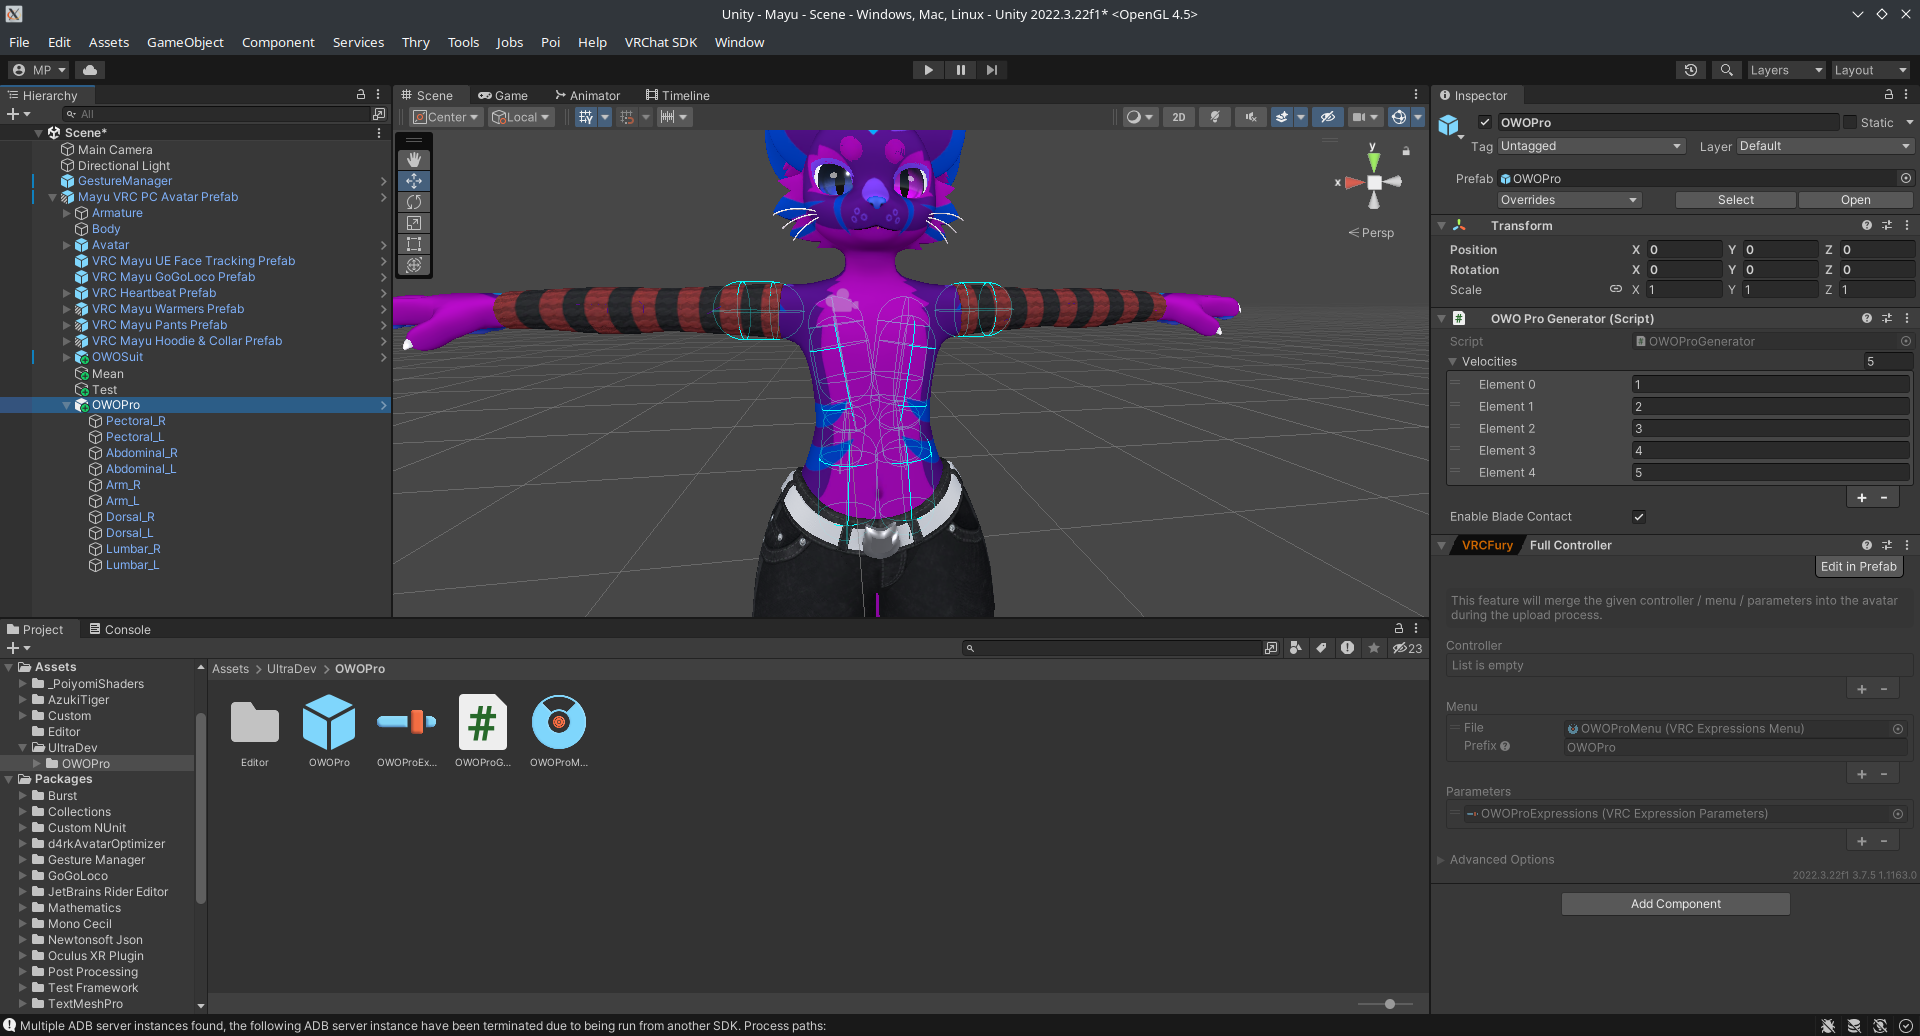 Unity - Mayu - Scene - Windows, Mac, Linux - Unity 2022.3.22f1* <OpenGL 4.5>
File Edit Assets GameObject Component Services Thry Tools Jobs Poi Help VRChat SDK Window
MP
Layers Layout
Hierarchy
All
Scene*
Main Camera
Directional Light
GestureManager
Mayu VRC PC Avatar Prefab
Armature
Body
Avatar
VRC Mayu UE Face Tracking Prefab
VRC Mayu GoGoLoco Prefab
VRC Heartbeat Prefab
VRC Mayu Warmers Prefab
VRC Mayu Pants Prefab
VRC Mayu Hoodie & Collar Prefab
OWOSuit
Mean
Test
OWOPro
Pectoral_R
Pectoral_L
Abdominal_R
Abdominal_L
Arm_R
Arm_L
Dorsal_R
Dorsal_L
Lumbar_R
Lumbar_L
Scene Game Animator Timeline
Center Local 2D
y
x
Persp
Inspector
OWOPro Static
Tag Untagged Layer Default
Prefab OWOPro
Overrides Select Open
Transform
Position X 0 Y 0 Z 0
Rotation X 0 Y 0 Z 0
Scale X 1 Y 1 Z 1
OWO Pro Generator (Script)
Script OWOProGenerator
Velocities 5
Element 0 1
Element 1 2
Element 2 3
Element 3 4
Element 4 5
+ -
Enable Blade Contact
VRCFury Full Controller
Edit in Prefab
This feature will merge the given controller / menu / parameters into the avatar
during the upload process.
Controller
List is empty
+ -
Menu
File OWOProMenu (VRC Expressions Menu)
Prefix OWOPro
+ -
Parameters
OWOProExpressions (VRC Expression Parameters)
+ -
Advanced Options
2022.3.22f1 3.7.5 1.1163.0
Add Component
Project Console
23
Assets
_PoiyomiShaders
AzukiTiger
Custom
Editor
UltraDev
OWOPro
Packages
Burst
Collections
Custom NUnit
d4rkAvatarOptimizer
Gesture Manager
GoGoLoco
JetBrains Rider Editor
Mathematics
Mono Cecil
Newtonsoft Json
Oculus XR Plugin
Post Processing
Test Framework
TextMeshPro
Assets > UltraDev > OWOPro
Editor OWOPro OWOProEx... OWOProG... OWOProM...
Multiple ADB server instances found, the following ADB server instance have been terminated due to being run from another SDK. Process paths: